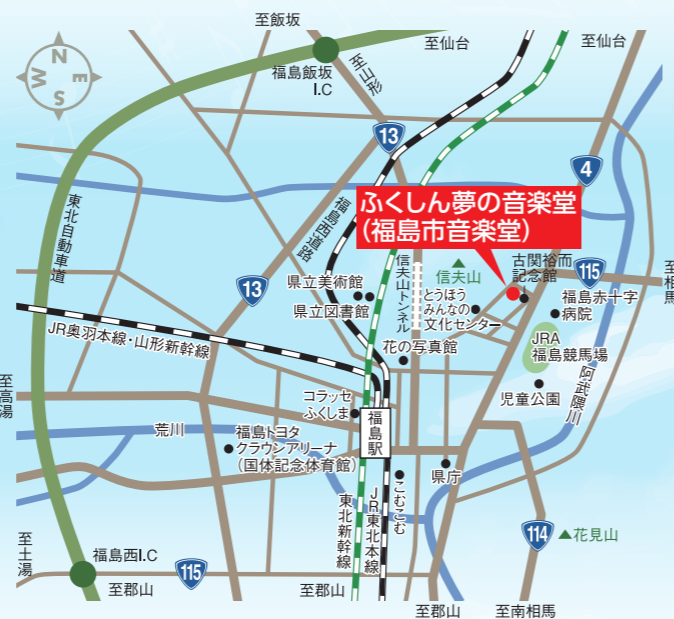 至飯坂
至仙台
至仙台
N
E
S
W
福島飯坂
I.C
至山形
13
4
東北自動車道
福島西道路
ふくしん夢の音楽堂
（福島市音楽堂）
信夫山トンネル
信夫山
古関裕而
記念館
115
至相馬
13
県立美術館
県立図書館
とうほう
みんなの
文化センター
福島赤十字
病院
JR奥羽本線・山形新幹線
花の写真館
JRA
福島競馬場
阿武隈川
至高湯
児童公園
コラッセ
ふくしま
福島駅
荒川
福島トヨタ
クラウンアリーナ
（国体記念体育館）
県庁
こむこむ
東北新幹線
JR東北本線
114
花見山
至土湯
福島西I.C
115
至郡山
至郡山
至郡山
至南相馬